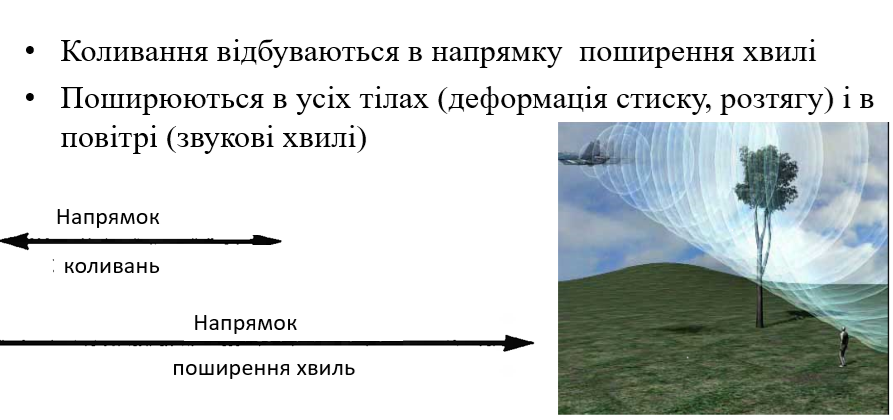 • Коливання відбуваються в напрямку поширення хвилі
• Поширюються в усіх тілах (деформація стиску, розтягу) і в
повітрі (звукові хвилі)
Напрямок
коливань
Напрямок
поширення хвиль